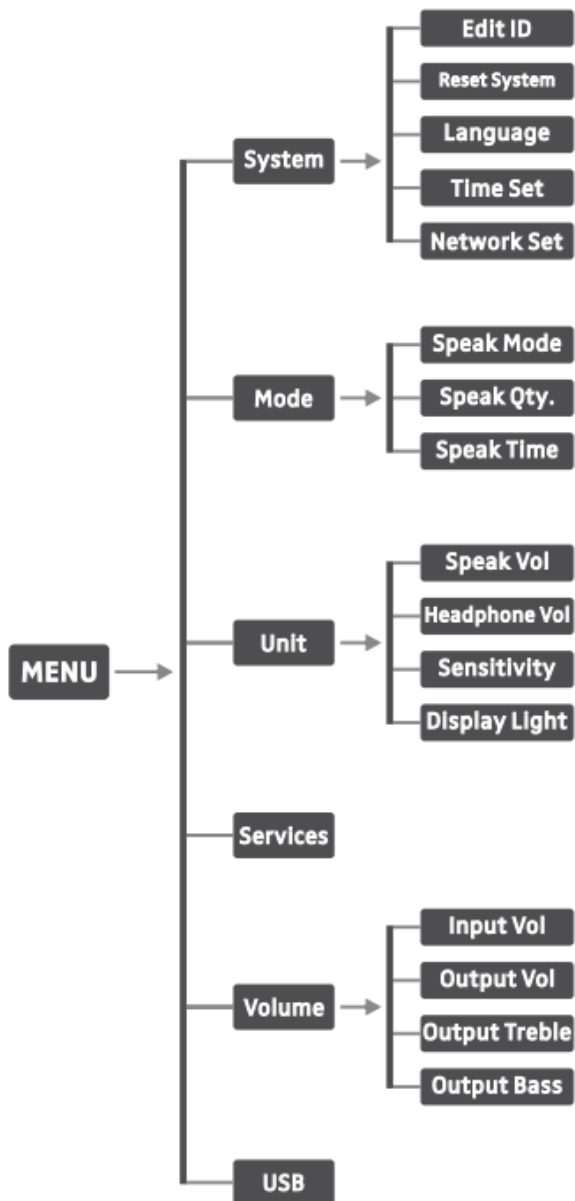 MENU
System
Edit ID
Reset System
Language
Time Set
Network Set
Mode
Speak Mode
Speak Qty.
Speak Time
Unit
Speak Vol
Headphone Vol
Sensitivity
Display Light
Services
Volume
Input Vol
Output Vol
Output Treble
Output Bass
USB